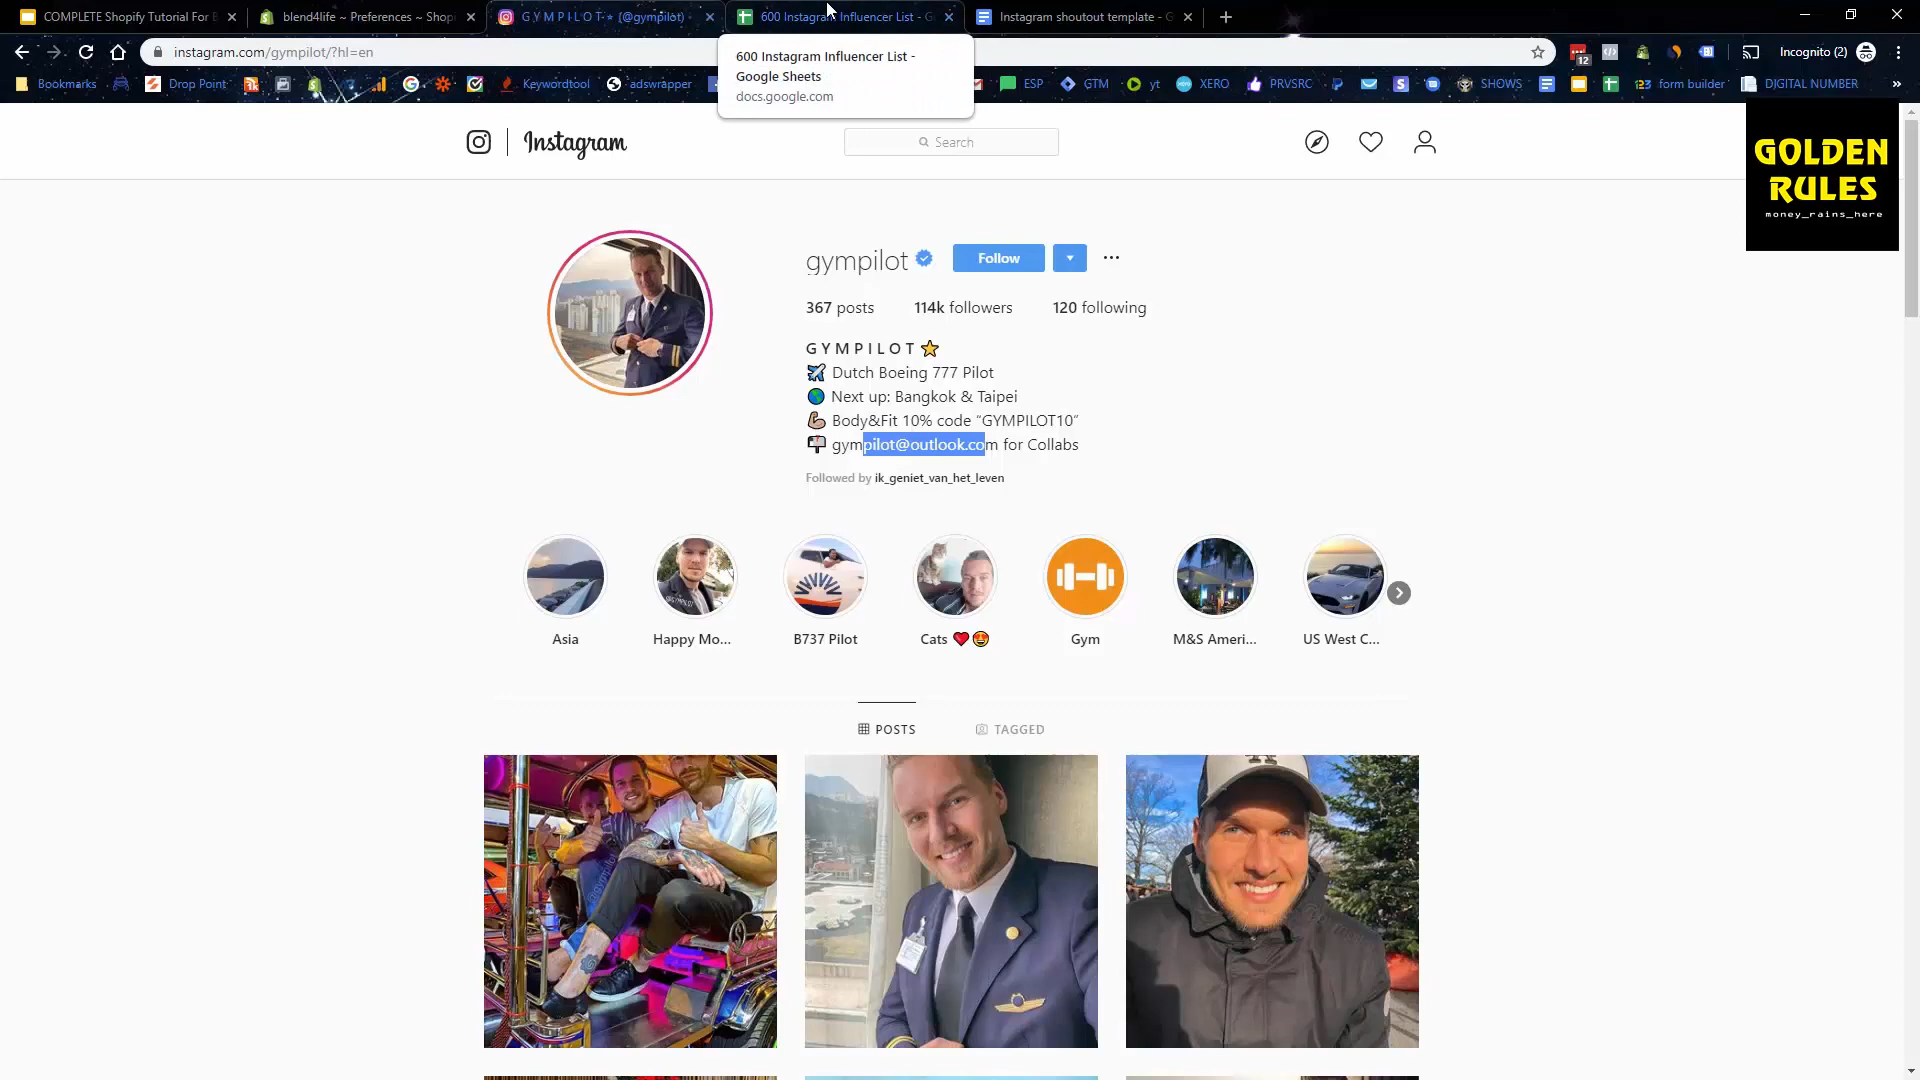 COMPLETE Shopify Tutorial For B
blend4life ~ Preferences ~ Shop
G Y M P I L O T ⭐ (@gympilot)
600 Instagram Influencer List - G
Instagram shoutout template - G
instagram.com/gympilot/?hl=en
12
Incognito (2)
Bookmarks
Drop Point
Keywordtool
adswrapper
ESP
GTM
yt
XERO
PRVSRC
SHOWS
123 form builder
DIGITAL NUMBER
600 Instagram Influencer List -
Google Sheets
docs.google.com
Instagram
Search
GOLDEN
RULES
money_rains_here
gympilot
Follow
367 posts
114k followers
120 following
G Y M P I L O T ⭐
Dutch Boeing 777 Pilot
Next up: Bangkok & Taipei
Body&Fit 10% code “GYMPILOT10”
gympilot@outlook.com for Collabs
Followed by ik_geniet_van_het_leven
Asia
Happy Mo...
B737 Pilot
Cats ❤️😍
Gym
M&S Ameri...
US West C...
POSTS
TAGGED